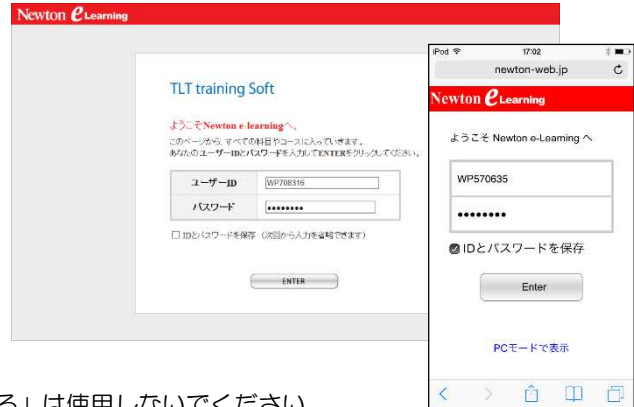 Newton eLearning
TLT training Soft
ようこそNewton e-learningへ。
このページから、すべての科目やコースに入っていきます。
あなたのユーザーIDとパスワードを入力してENTERをクリックしてください。
ユーザーID WP708316
パスワード ••••••••
IDとパスワードを保存（次回から入力を省略できます）
ENTER
iPod 17:02
newton-web.jp
Newton eLearning
ようこそ Newton e-Learning へ
WP570635
••••••••
IDとパスワードを保存
Enter
PCモードで表示
る」は使用しないでください